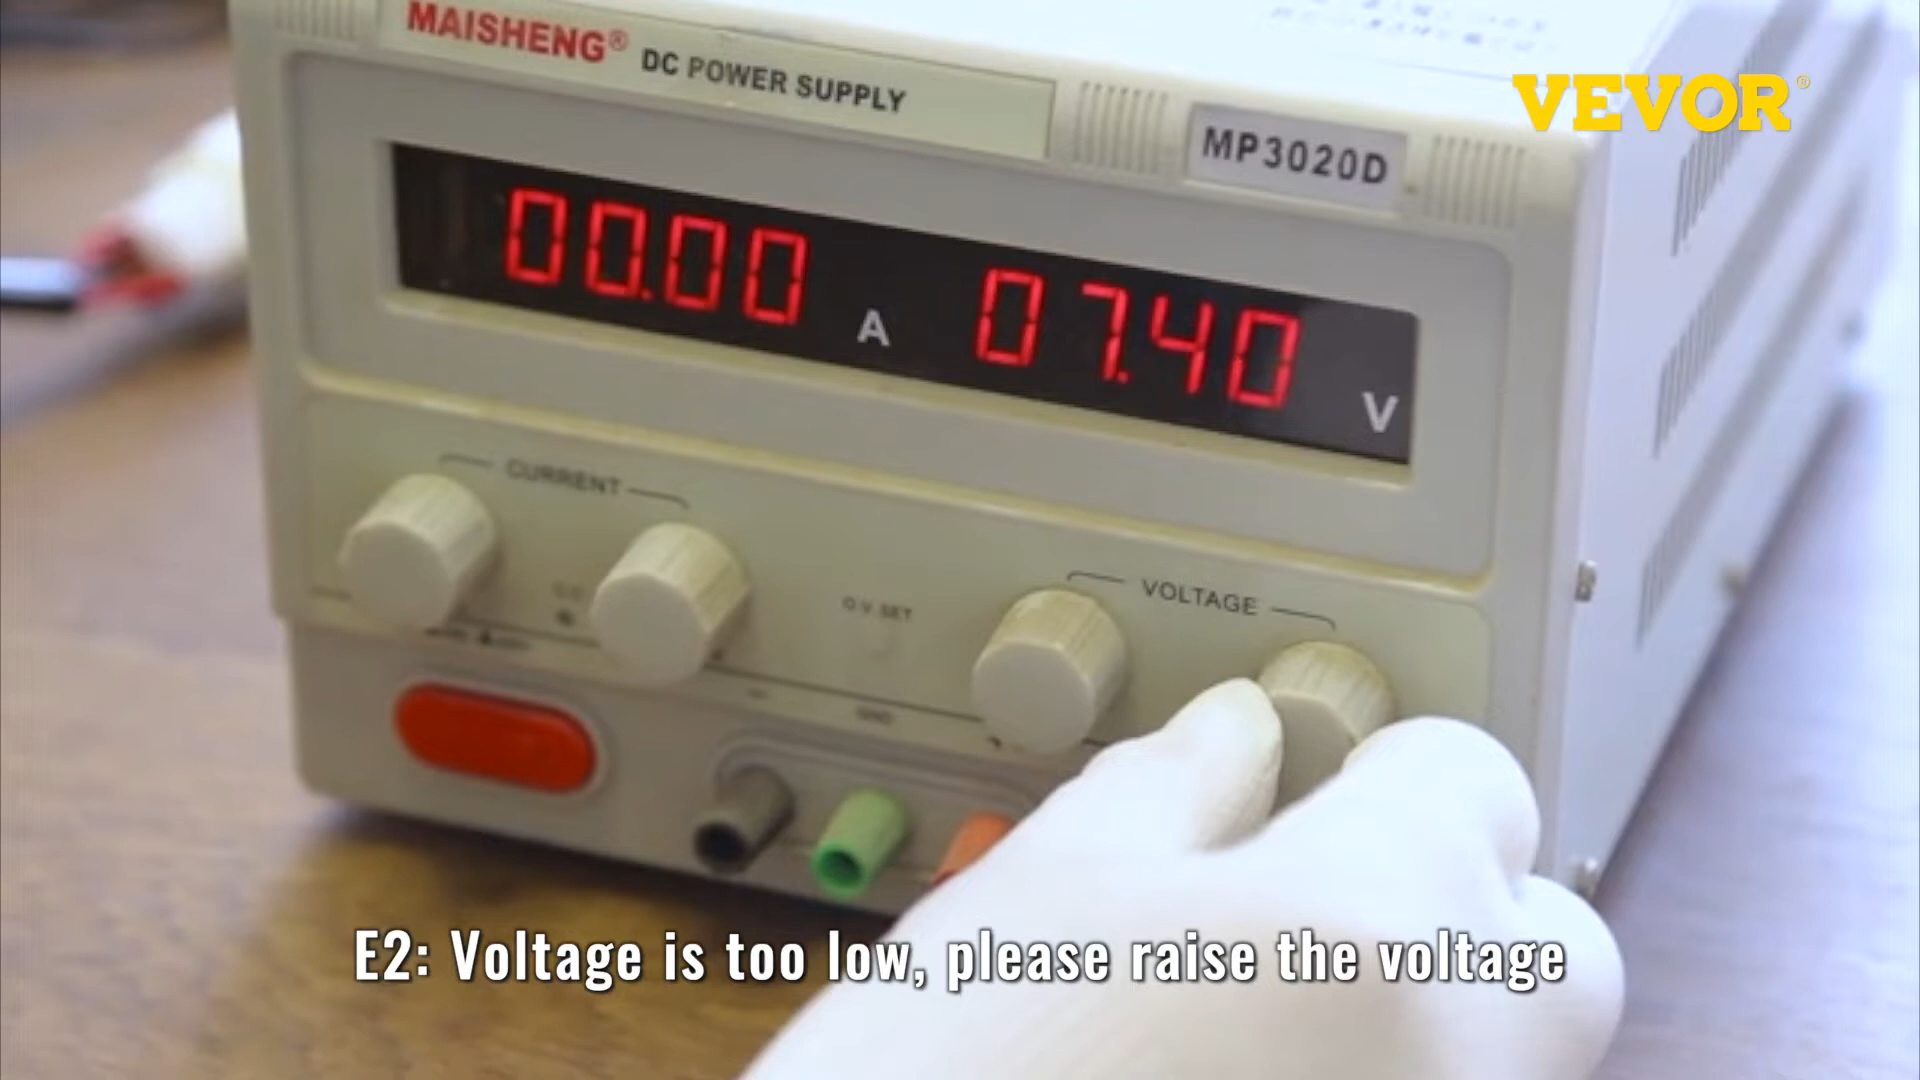 MAISHENG® DC POWER SUPPLY
VEVOR®
MP3020D
00.00 A 07.40 V
CURRENT
VOLTAGE
O.V.SET
E2: Voltage is too low, please raise the voltage